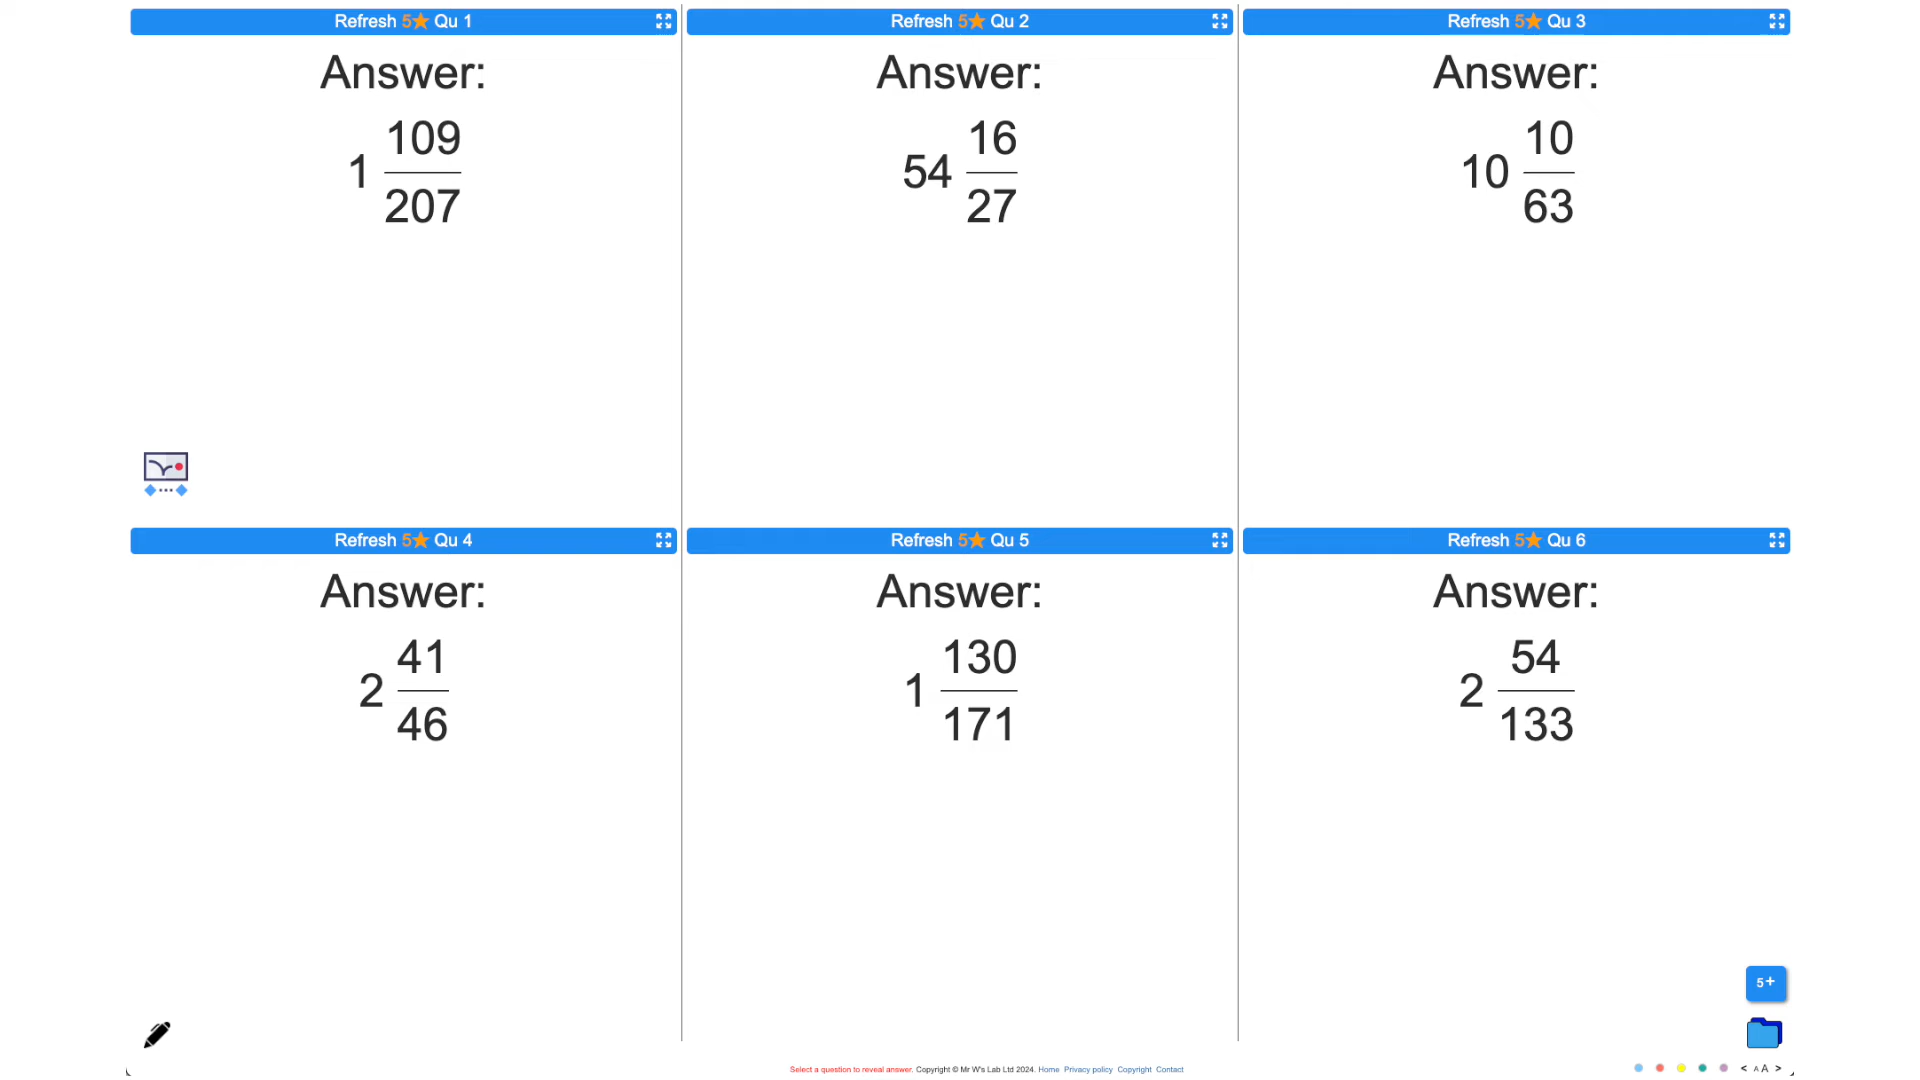 Refresh 5★ Qu 1
Answer:
1 109/207
Refresh 5★ Qu 2
Answer:
54 16/27
Refresh 5★ Qu 3
Answer:
10 10/63
Refresh 5★ Qu 4
Answer:
2 41/46
Refresh 5★ Qu 5
Answer:
1 130/171
Refresh 5★ Qu 6
Answer:
2 54/133
5+
Select a question to reveal answer. Copyright © Mr W's Lab Ltd 2024. Home Privacy policy Copyright Contact
< A A >